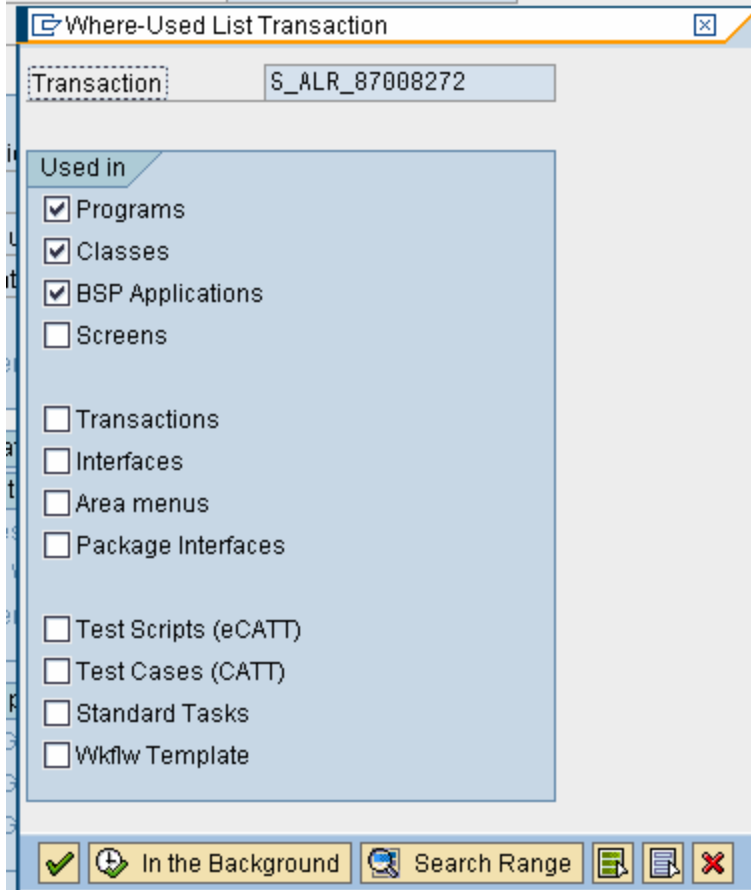 Where-Used List Transaction
Transaction S_ALR_87008272
Used in
Programs
Classes
BSP Applications
Screens
Transactions
Interfaces
Area menus
Package Interfaces
Test Scripts (eCATT)
Test Cases (CATT)
Standard Tasks
Wkflw Template
In the Background Search Range